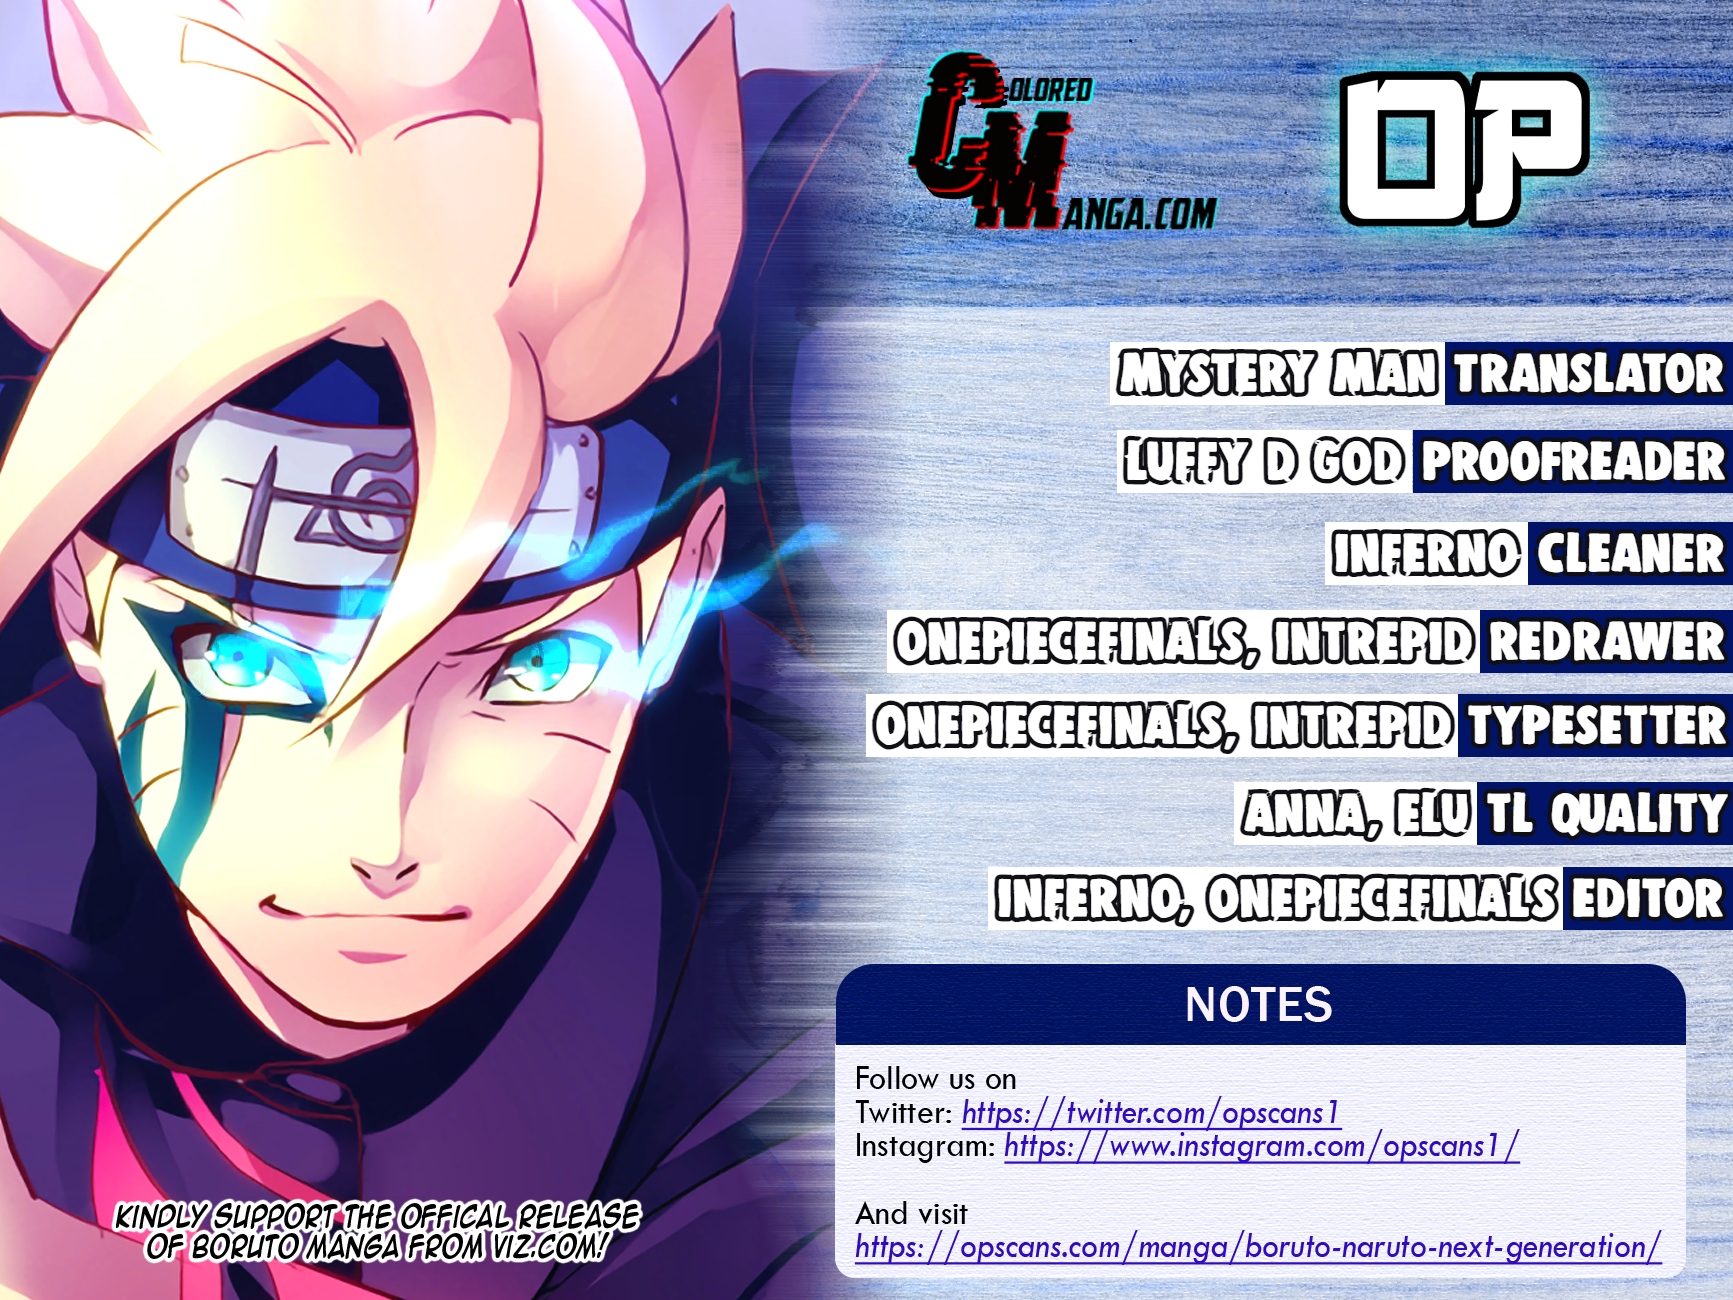 COLORED
MANGA.COM
OP
MYSTERY MAN TRANSLATOR
LUFFY D GOD PROOFREADER
INFERNO CLEANER
ONEPIECEFINALS, INTREPID REDRAWER
ONEPIECEFINALS, INTREPID TYPESETTER
ANNA, ELU TL QUALITY
INFERNO, ONEPIECEFINALS EDITOR
NOTES
Follow us on
Twitter: https://twitter.com/opscans1
Instagram: https://www.instagram.com/opscans1/
And visit
https://opscans.com/manga/boruto-naruto-next-generation/
KINDLY SUPPORT THE OFFICAL RELEASE
OF BORUTO MANGA FROM VIZ.COM!